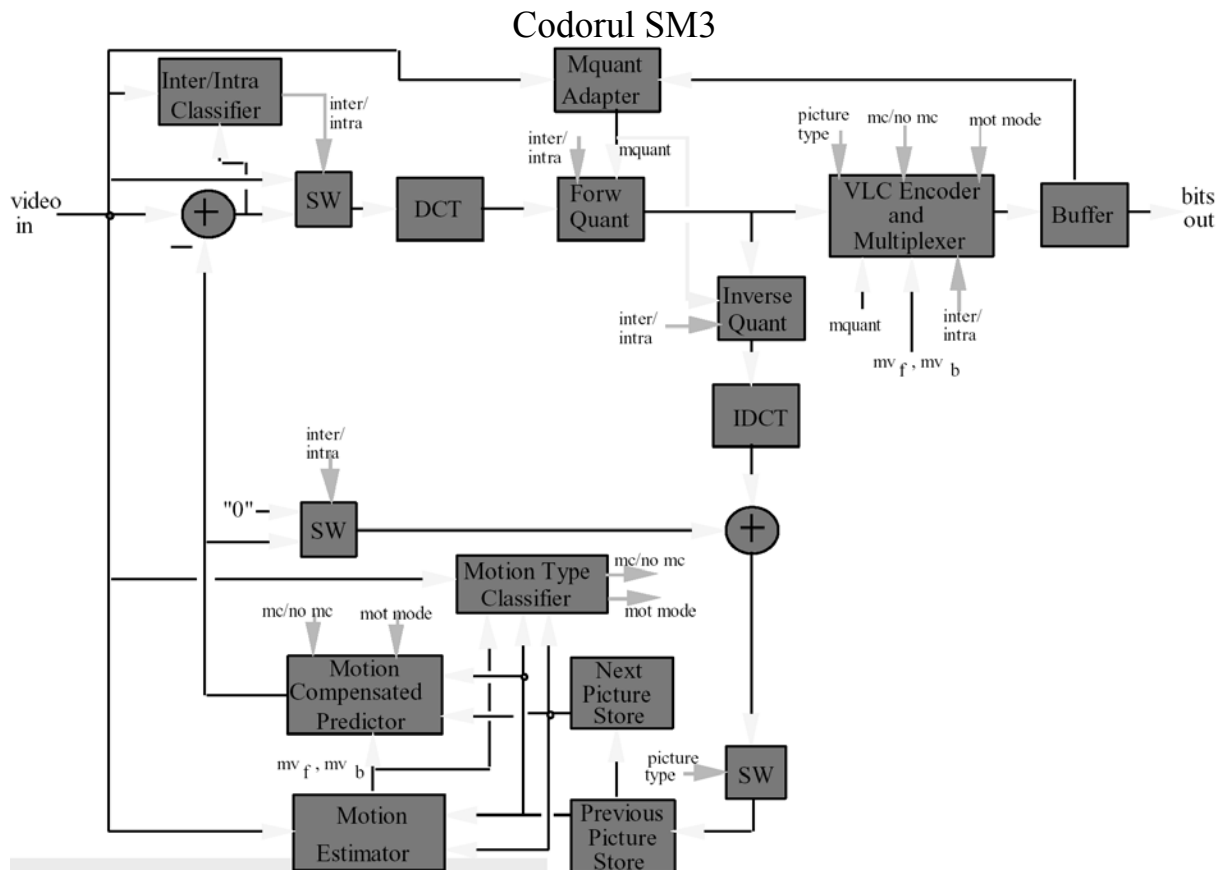 Codorul SM3
Inter/Intra
Classifier
inter/
intra
Mquant
Adapter
mquant
inter/
intra
picture
type
mc/no mc
mot mode
video
in
+
−
SW
DCT
Forw
Quant
VLC Encoder
and
Multiplexer
Buffer
bits
out
Inverse
Quant
inter/
intra
mquant
mv f , mv b
inter/
intra
IDCT
inter/
intra
"0"
SW
+
Motion Type
Classifier
mc/no mc
mot mode
mc/no mc
mot mode
Motion
Compensated
Predictor
Next
Picture
Store
mv f , mv b
picture
type
SW
Motion
Estimator
Previous
Picture
Store